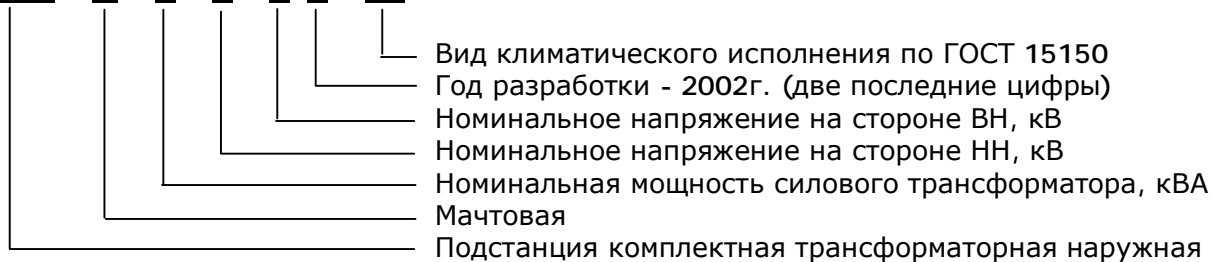 Вид климатического исполнения по ГОСТ 15150
Год разработки - 2002г. (две последние цифры)
Номинальное напряжение на стороне ВН, кВ
Номинальное напряжение на стороне НН, кВ
Номинальная мощность силового трансформатора, кВА
Мачтовая
Подстанция комплектная трансформаторная наружная